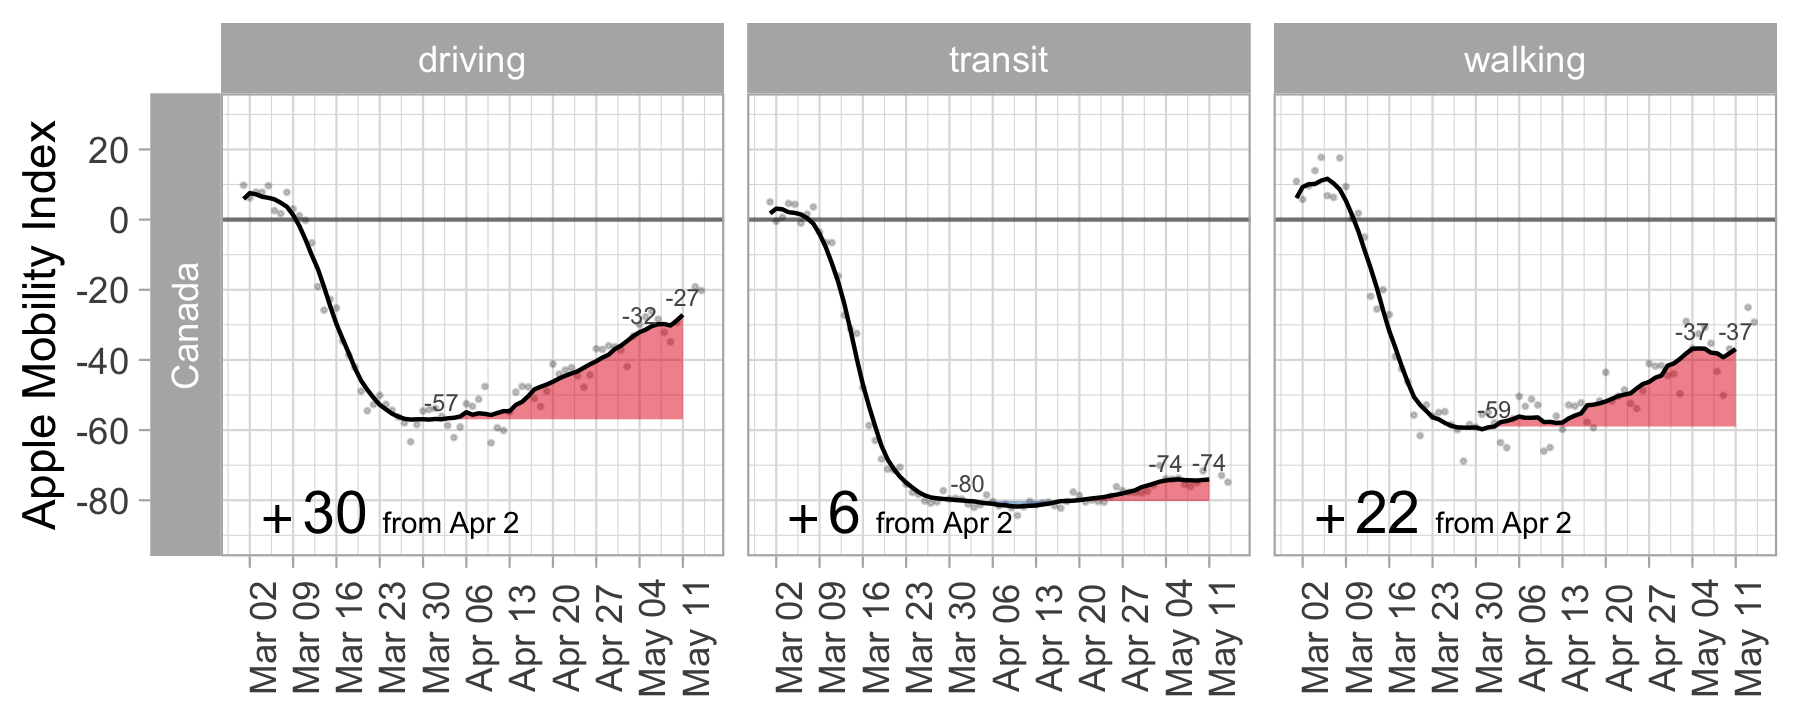 driving
transit
walking
Apple Mobility Index
Canada
20
0
-20
-40
-60
-80
-57
-32
-27
+30 from Apr 2
-80
-74
-74
+6 from Apr 2
-59
-37
-37
+22 from Apr 2
Mar 02
Mar 09
Mar 16
Mar 23
Mar 30
Apr 06
Apr 13
Apr 20
Apr 27
May 04
May 11
Mar 02
Mar 09
Mar 16
Mar 23
Mar 30
Apr 06
Apr 13
Apr 20
Apr 27
May 04
May 11
Mar 02
Mar 09
Mar 16
Mar 23
Mar 30
Apr 06
Apr 13
Apr 20
Apr 27
May 04
May 11